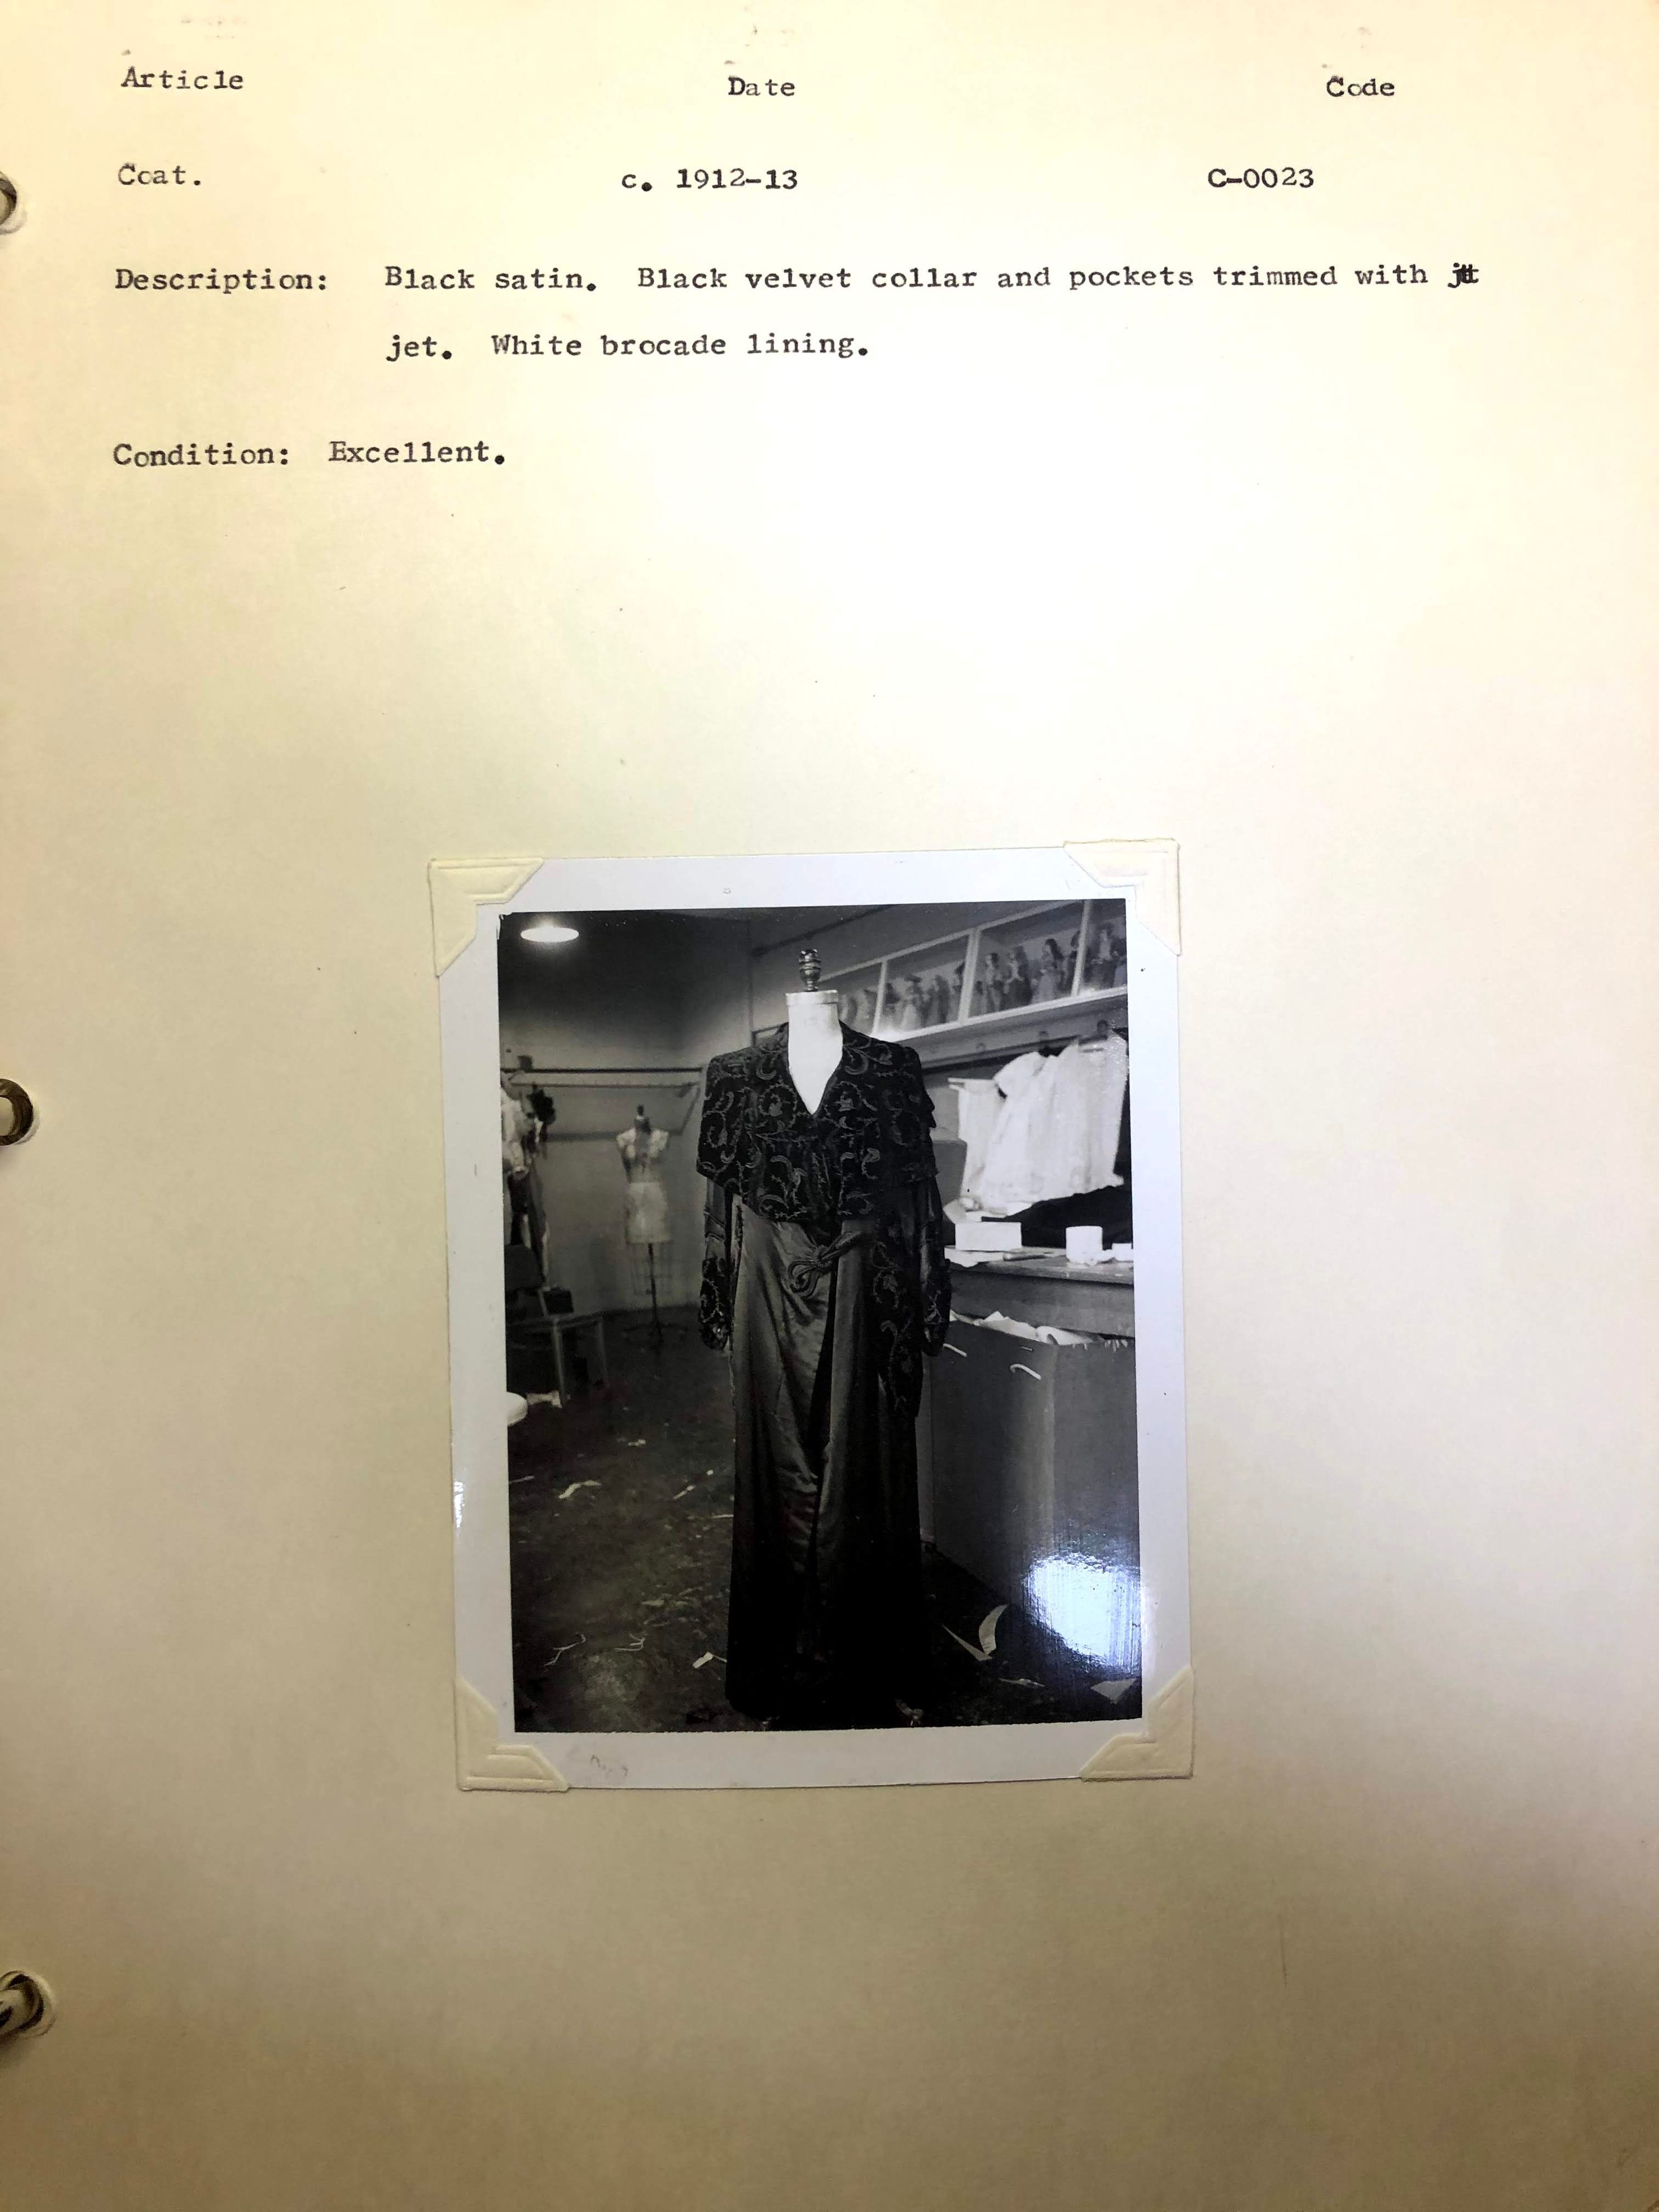 Article Date Code
Coat. c. 1912-13 C-0023
Description: Black satin. Black velvet collar and pockets trimmed with
jet. White brocade lining.
Condition: Excellent.